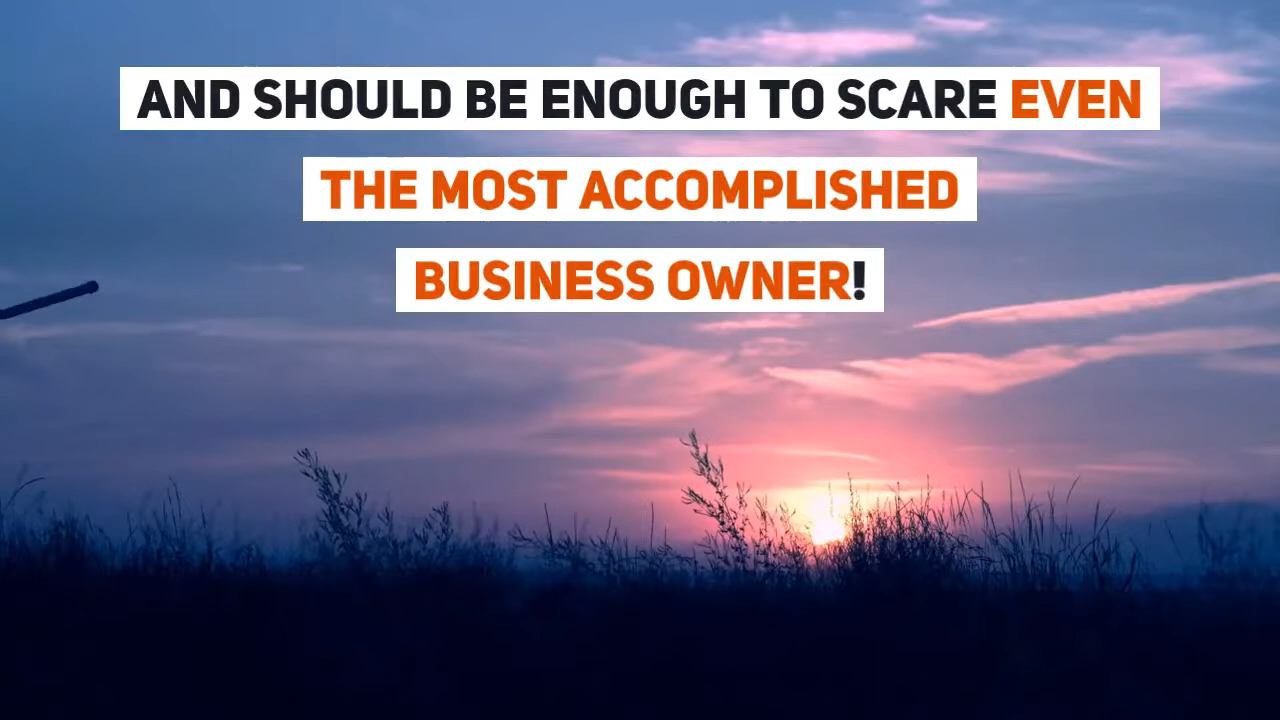 AND SHOULD BE ENOUGH TO SCARE EVEN
THE MOST ACCOMPLISHED
BUSINESS OWNER!